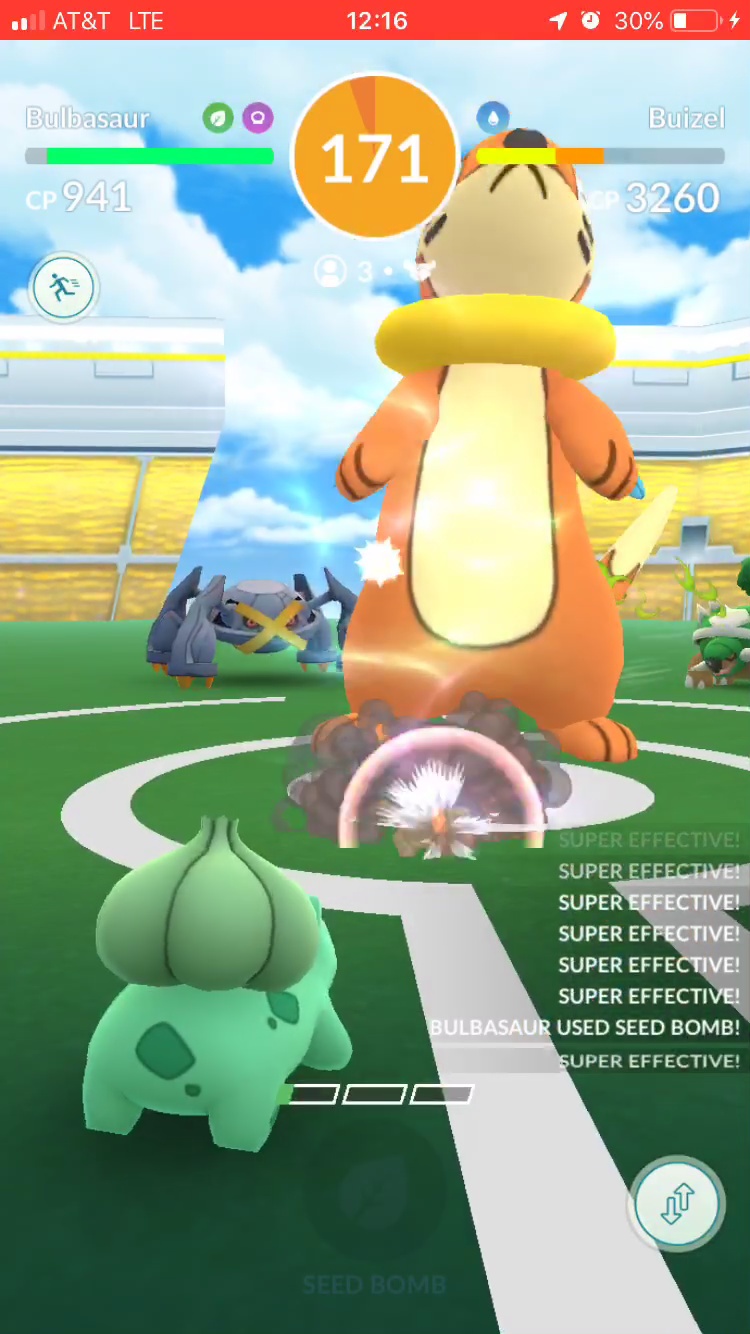 AT&T LTE 12:16 30%
Bulbasaur 171 Buizel
CP 941 CP 3260
3
SUPER EFFECTIVE!
SUPER EFFECTIVE!
SUPER EFFECTIVE!
SUPER EFFECTIVE!
SUPER EFFECTIVE!
SUPER EFFECTIVE!
BULBASAUR USED SEED BOMB!
SUPER EFFECTIVE!
SEED BOMB